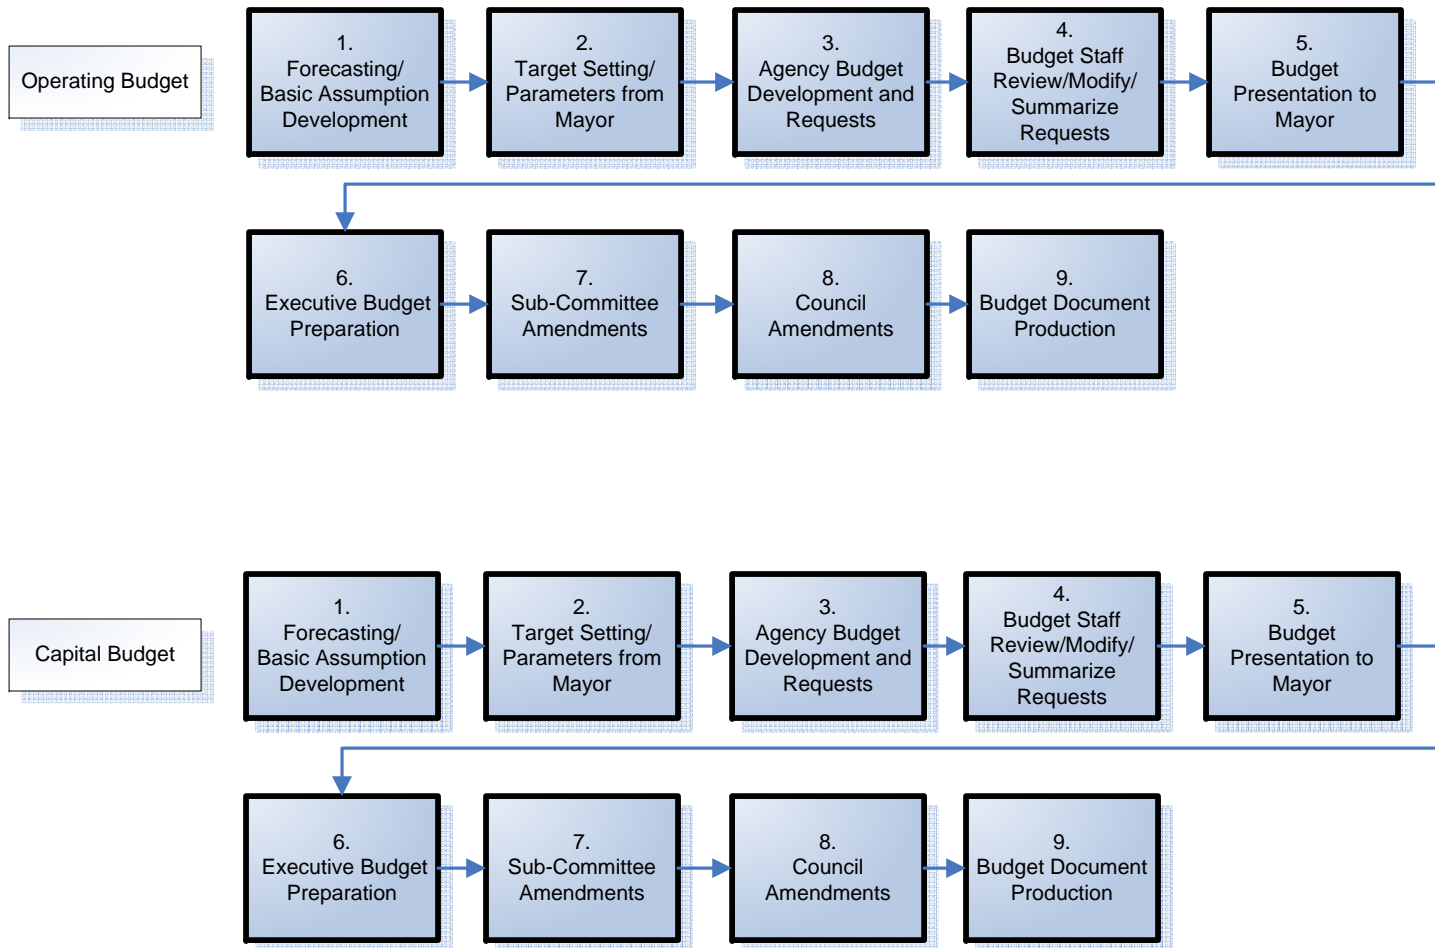 Operating Budget
1.
Forecasting/
Basic Assumption
Development
2.
Target Setting/
Parameters from
Mayor
3.
Agency Budget
Development and
Requests
4.
Budget Staff
Review/Modify/
Summarize
Requests
5.
Budget
Presentation to
Mayor
6.
Executive Budget
Preparation
7.
Sub-Committee
Amendments
8.
Council
Amendments
9.
Budget Document
Production
Capital Budget
1.
Forecasting/
Basic Assumption
Development
2.
Target Setting/
Parameters from
Mayor
3.
Agency Budget
Development and
Requests
4.
Budget Staff
Review/Modify/
Summarize
Requests
5.
Budget
Presentation to
Mayor
6.
Executive Budget
Preparation
7.
Sub-Committee
Amendments
8.
Council
Amendments
9.
Budget Document
Production